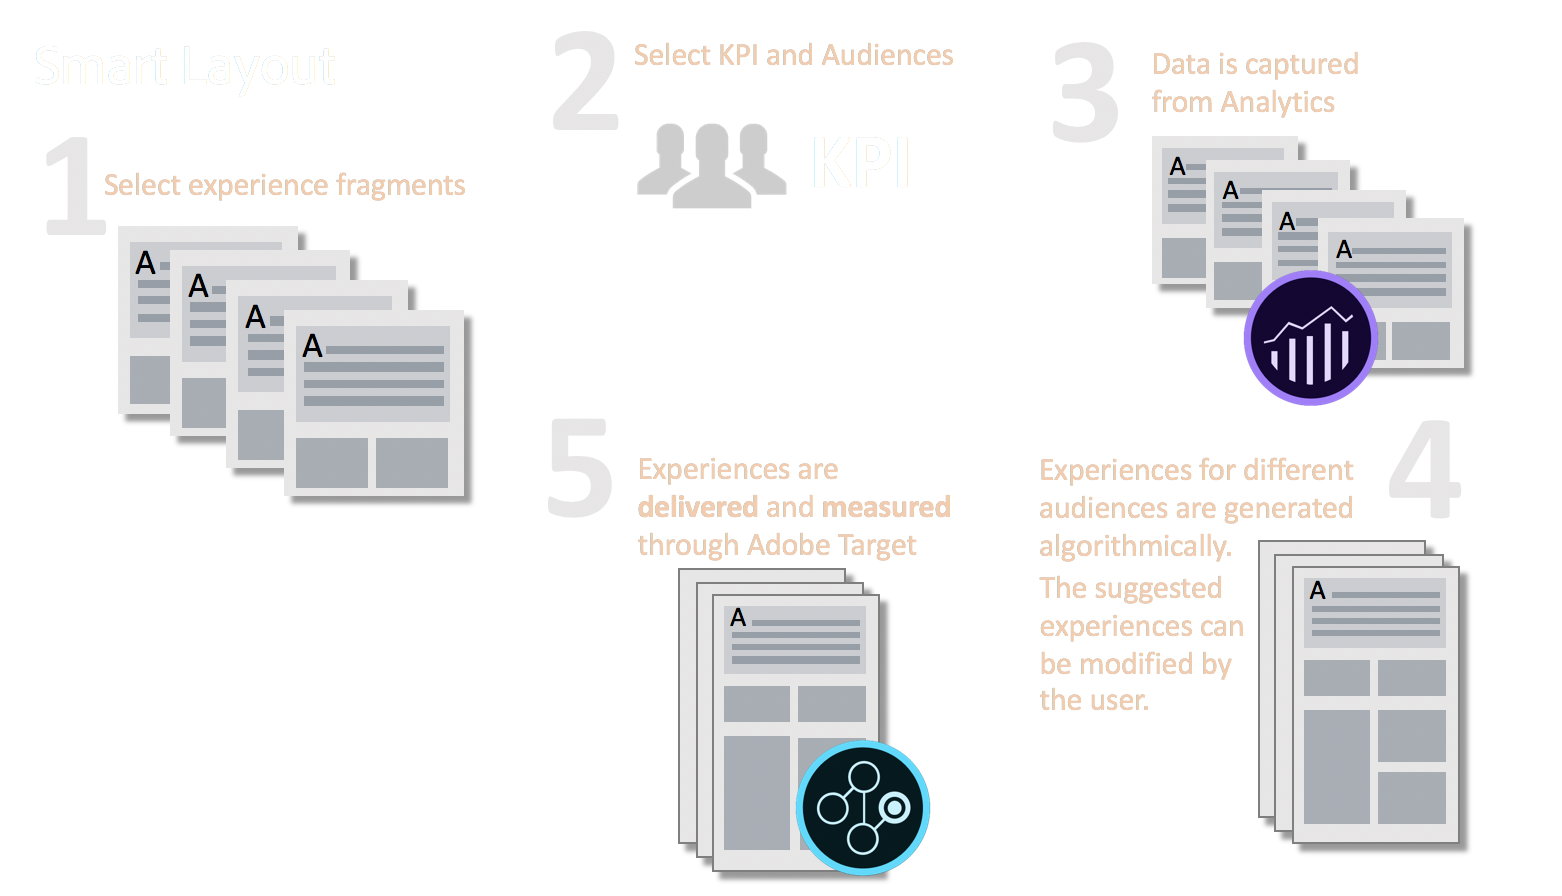 Smart Layout
1
Select experience fragments
A
A
A
A
2
Select KPI and Audiences
KPI
3
Data is captured
from Analytics
A
A
A
A
4
Experiences for different
audiences are generated
algorithmically.
The suggested
experiences can
be modified by
the user.
A
5
Experiences are
delivered and measured
through Adobe Target
A